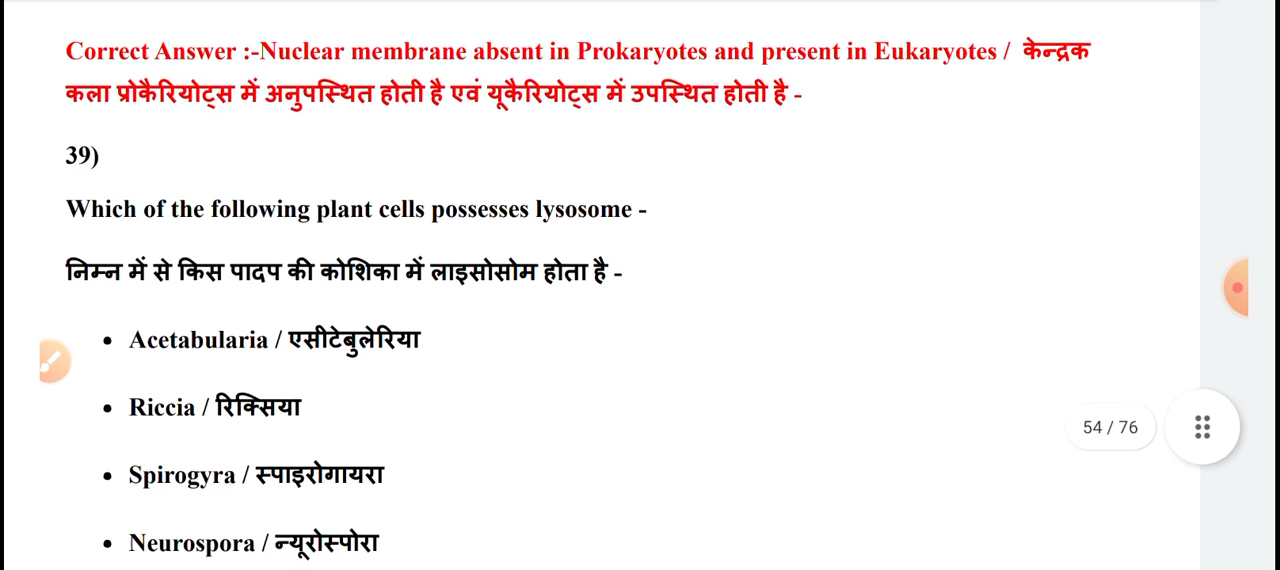 Correct Answer :-Nuclear membrane absent in Prokaryotes and present in Eukaryotes / केन्द्रक
कला प्रोकैरियोट्स में अनुपस्थित होती है एवं यूकैरियोट्स में उपस्थित होती है -
39)
Which of the following plant cells possesses lysosome -
निम्न में से किस पादप की कोशिका में लाइसोसोम होता है -
• Acetabularia / एसीटेबुलेरिया
• Riccia / रिक्सिया
54 / 76
• Spirogyra / स्पाइरोगायरा
• Neurospora / न्यूरोस्पोरा